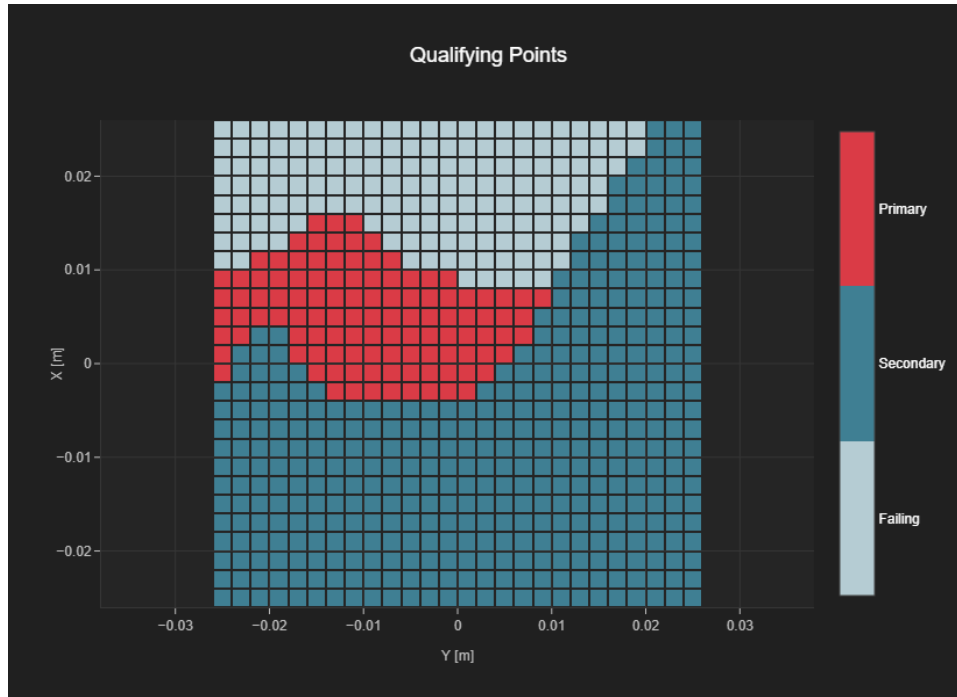 Qualifying Points
0.02
0.01
0
−0.01
−0.02
X [m]
−0.03
−0.02
−0.01
0
0.01
0.02
0.03
Y [m]
Primary
Secondary
Failing